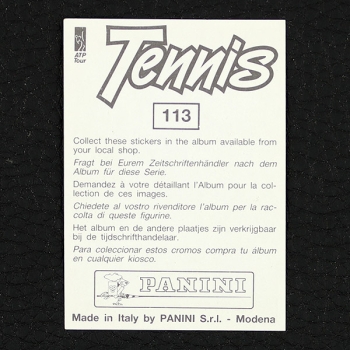 ATP
Tour
Tennis
113
Collect these stickers in the album available from
your local shop.
Fragt bei Eurem Zeitschriftenhändler nach dem
Album für diese Serie.
Demandez à votre détaillant l'Album pour la col-
lection de ces images.
Chiedete al vostro rivenditore l'album per la rac-
colta di queste figurine.
Het album en de andere plaatjes zijn verkrijgbaar
bij de tijdschrifthandelaar.
Para coleccionar estos cromos compra tu álbum
en cualquier kiosco.
PANINI
Made in Italy by PANINI S.r.l. - Modena